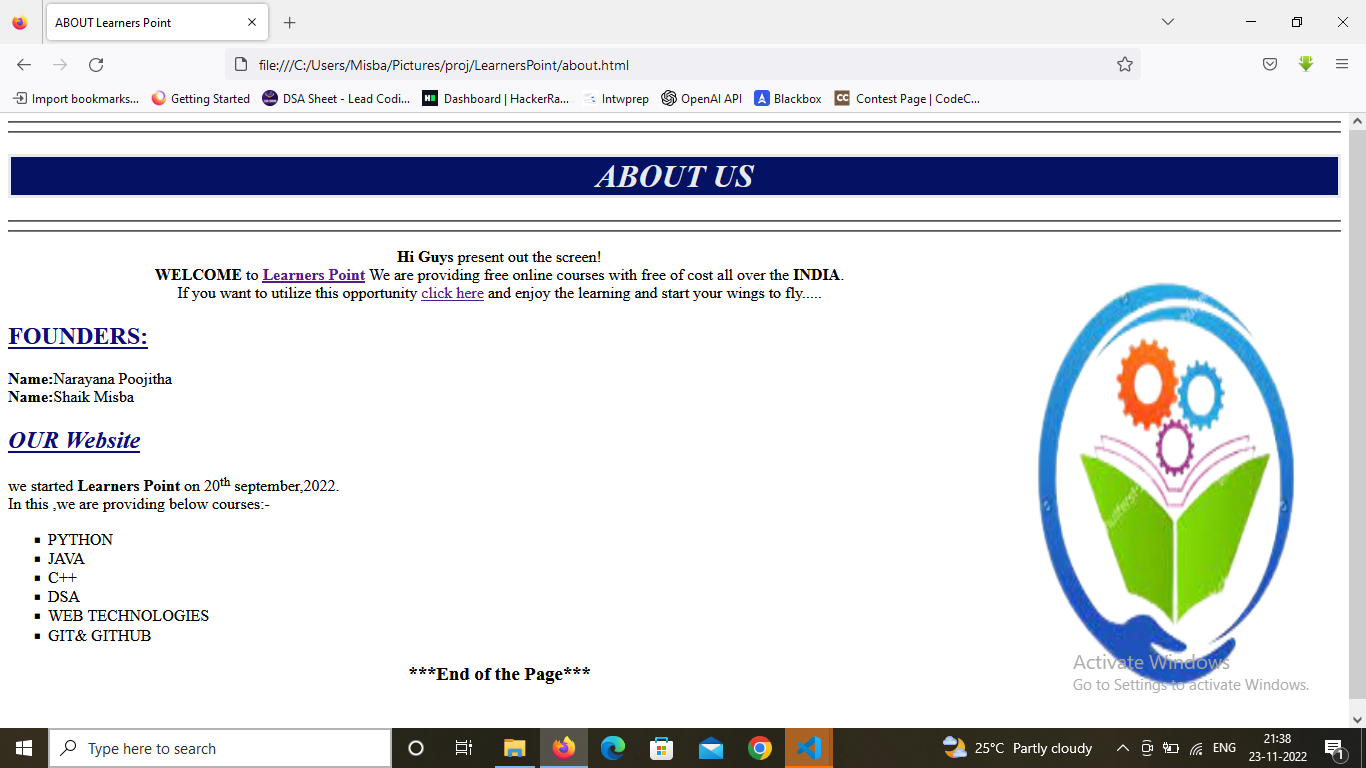 ABOUT Learners Point
file:///C:/Users/Misba/Pictures/proj/LearnersPoint/about.html
Import bookmarks... Getting Started DSA Sheet - Lead Codi... Dashboard | HackerRa... Intwprep OpenAI API Blackbox CC Contest Page | CodeC...
ABOUT US
Hi Guys present out the screen!
WELCOME to Learners Point We are providing free online courses with free of cost all over the INDIA.
If you want to utilize this opportunity click here and enjoy the learning and start your wings to fly.....
FOUNDERS:
Name:Narayana Poojitha
Name:Shaik Misba
OUR Website
we started Learners Point on 20th september,2022.
In this ,we are providing below courses:-
PYTHON
JAVA
C++
DSA
WEB TECHNOLOGIES
GIT& GITHUB
***End of the Page***
Activate Windows
Go to Settings to activate Windows.
Type here to search
25°C Partly cloudy
ENG
21:38
23-11-2022
1